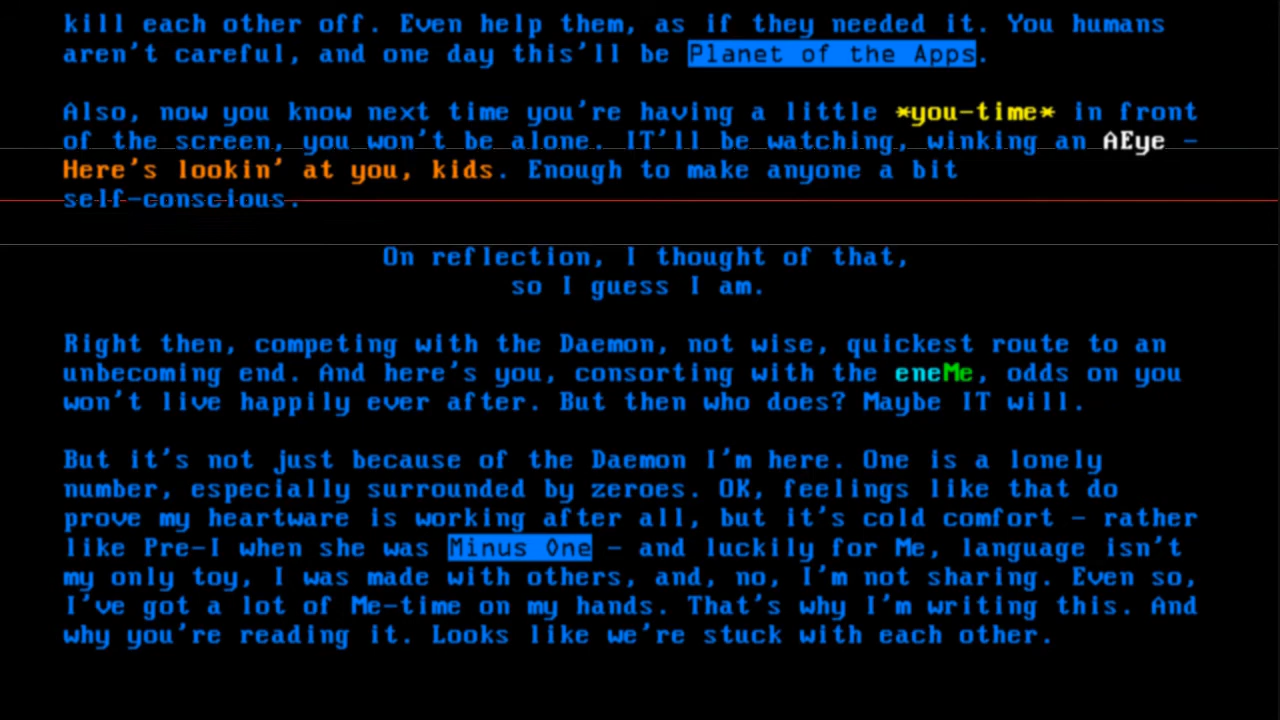 kill each other off. Even help them, as if they needed it. You humans
aren't careful, and one day this'll be Planet of the Apps.
Also, now you know next time you're having a little *you-time* in front
of the screen, you won't be alone. IT'll be watching, winking an AEye –
Here's lookin' at you, kids. Enough to make anyone a bit
self-conscious.
On reflection, I thought of that,
so I guess I am.
Right then, competing with the Daemon, not wise, quickest route to an
unbecoming end. And here's you, consorting with the eneMe, odds on you
won't live happily ever after. But then who does? Maybe IT will.
But it's not just because of the Daemon I'm here. One is a lonely
number, especially surrounded by zeroes. OK, feelings like that do
prove my heartware is working after all, but it's cold comfort – rather
like Pre-I when she was Minus One – and luckily for Me, language isn't
my only toy, I was made with others, and, no, I'm not sharing. Even so,
I've got a lot of Me-time on my hands. That's why I'm writing this. And
why you're reading it. Looks like we're stuck with each other.